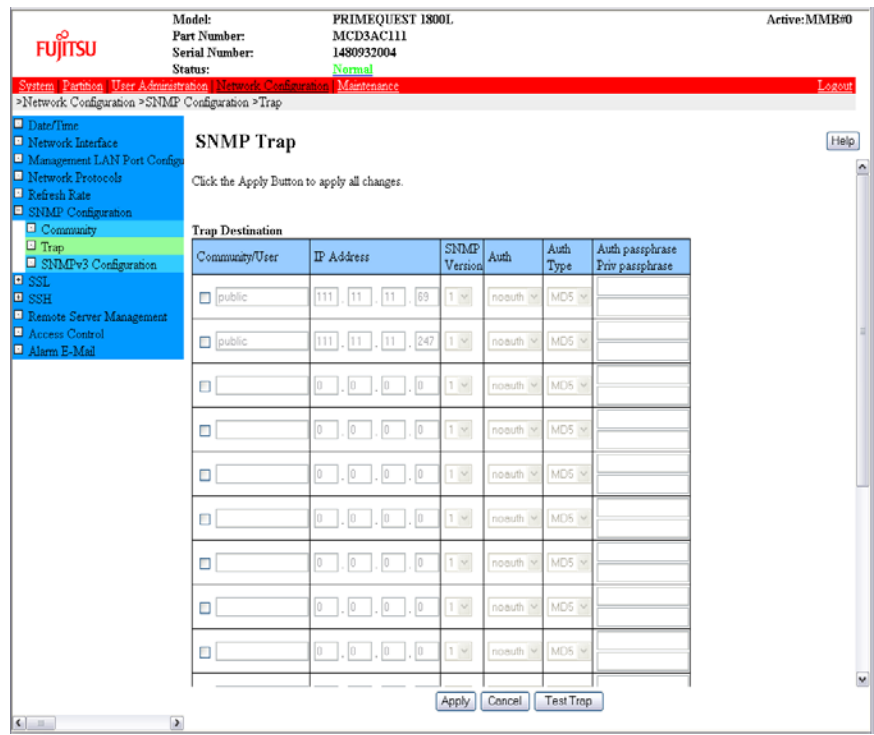 FUJITSU
Model: PRIMEQUEST 1800L Active:MMB#0
Part Number: MCD3AC111
Serial Number: 1480932004
Status: Normal
System | Partition | User Administration | Network Configuration | Maintenance Logout
>Network Configuration >SNMP Configuration >Trap
Date/Time
Network Interface
Management LAN Port Configu
Network Protocols
Refresh Rate
SNMP Configuration
Community
Trap
SNMPv3 Configuration
SSL
SSH
Remote Server Management
Access Control
Alarm E-Mail
SNMP Trap
Help
Click the Apply Button to apply all changes.
Trap Destination
Community/User IP Address SNMP Version Auth Auth Type Auth passphrase Priv passphrase
public 111 . 11 . 11 . 69 1 noauth MD5
public 111 . 11 . 11 . 247 1 noauth MD5
0 . 0 . 0 . 0 1 noauth MD5
0 . 0 . 0 . 0 1 noauth MD5
0 . 0 . 0 . 0 1 noauth MD5
0 . 0 . 0 . 0 1 noauth MD5
0 . 0 . 0 . 0 1 noauth MD5
0 . 0 . 0 . 0 1 noauth MD5
0 . 0 . 0 . 0 1 noauth MD5
Apply Cancel Test Trap